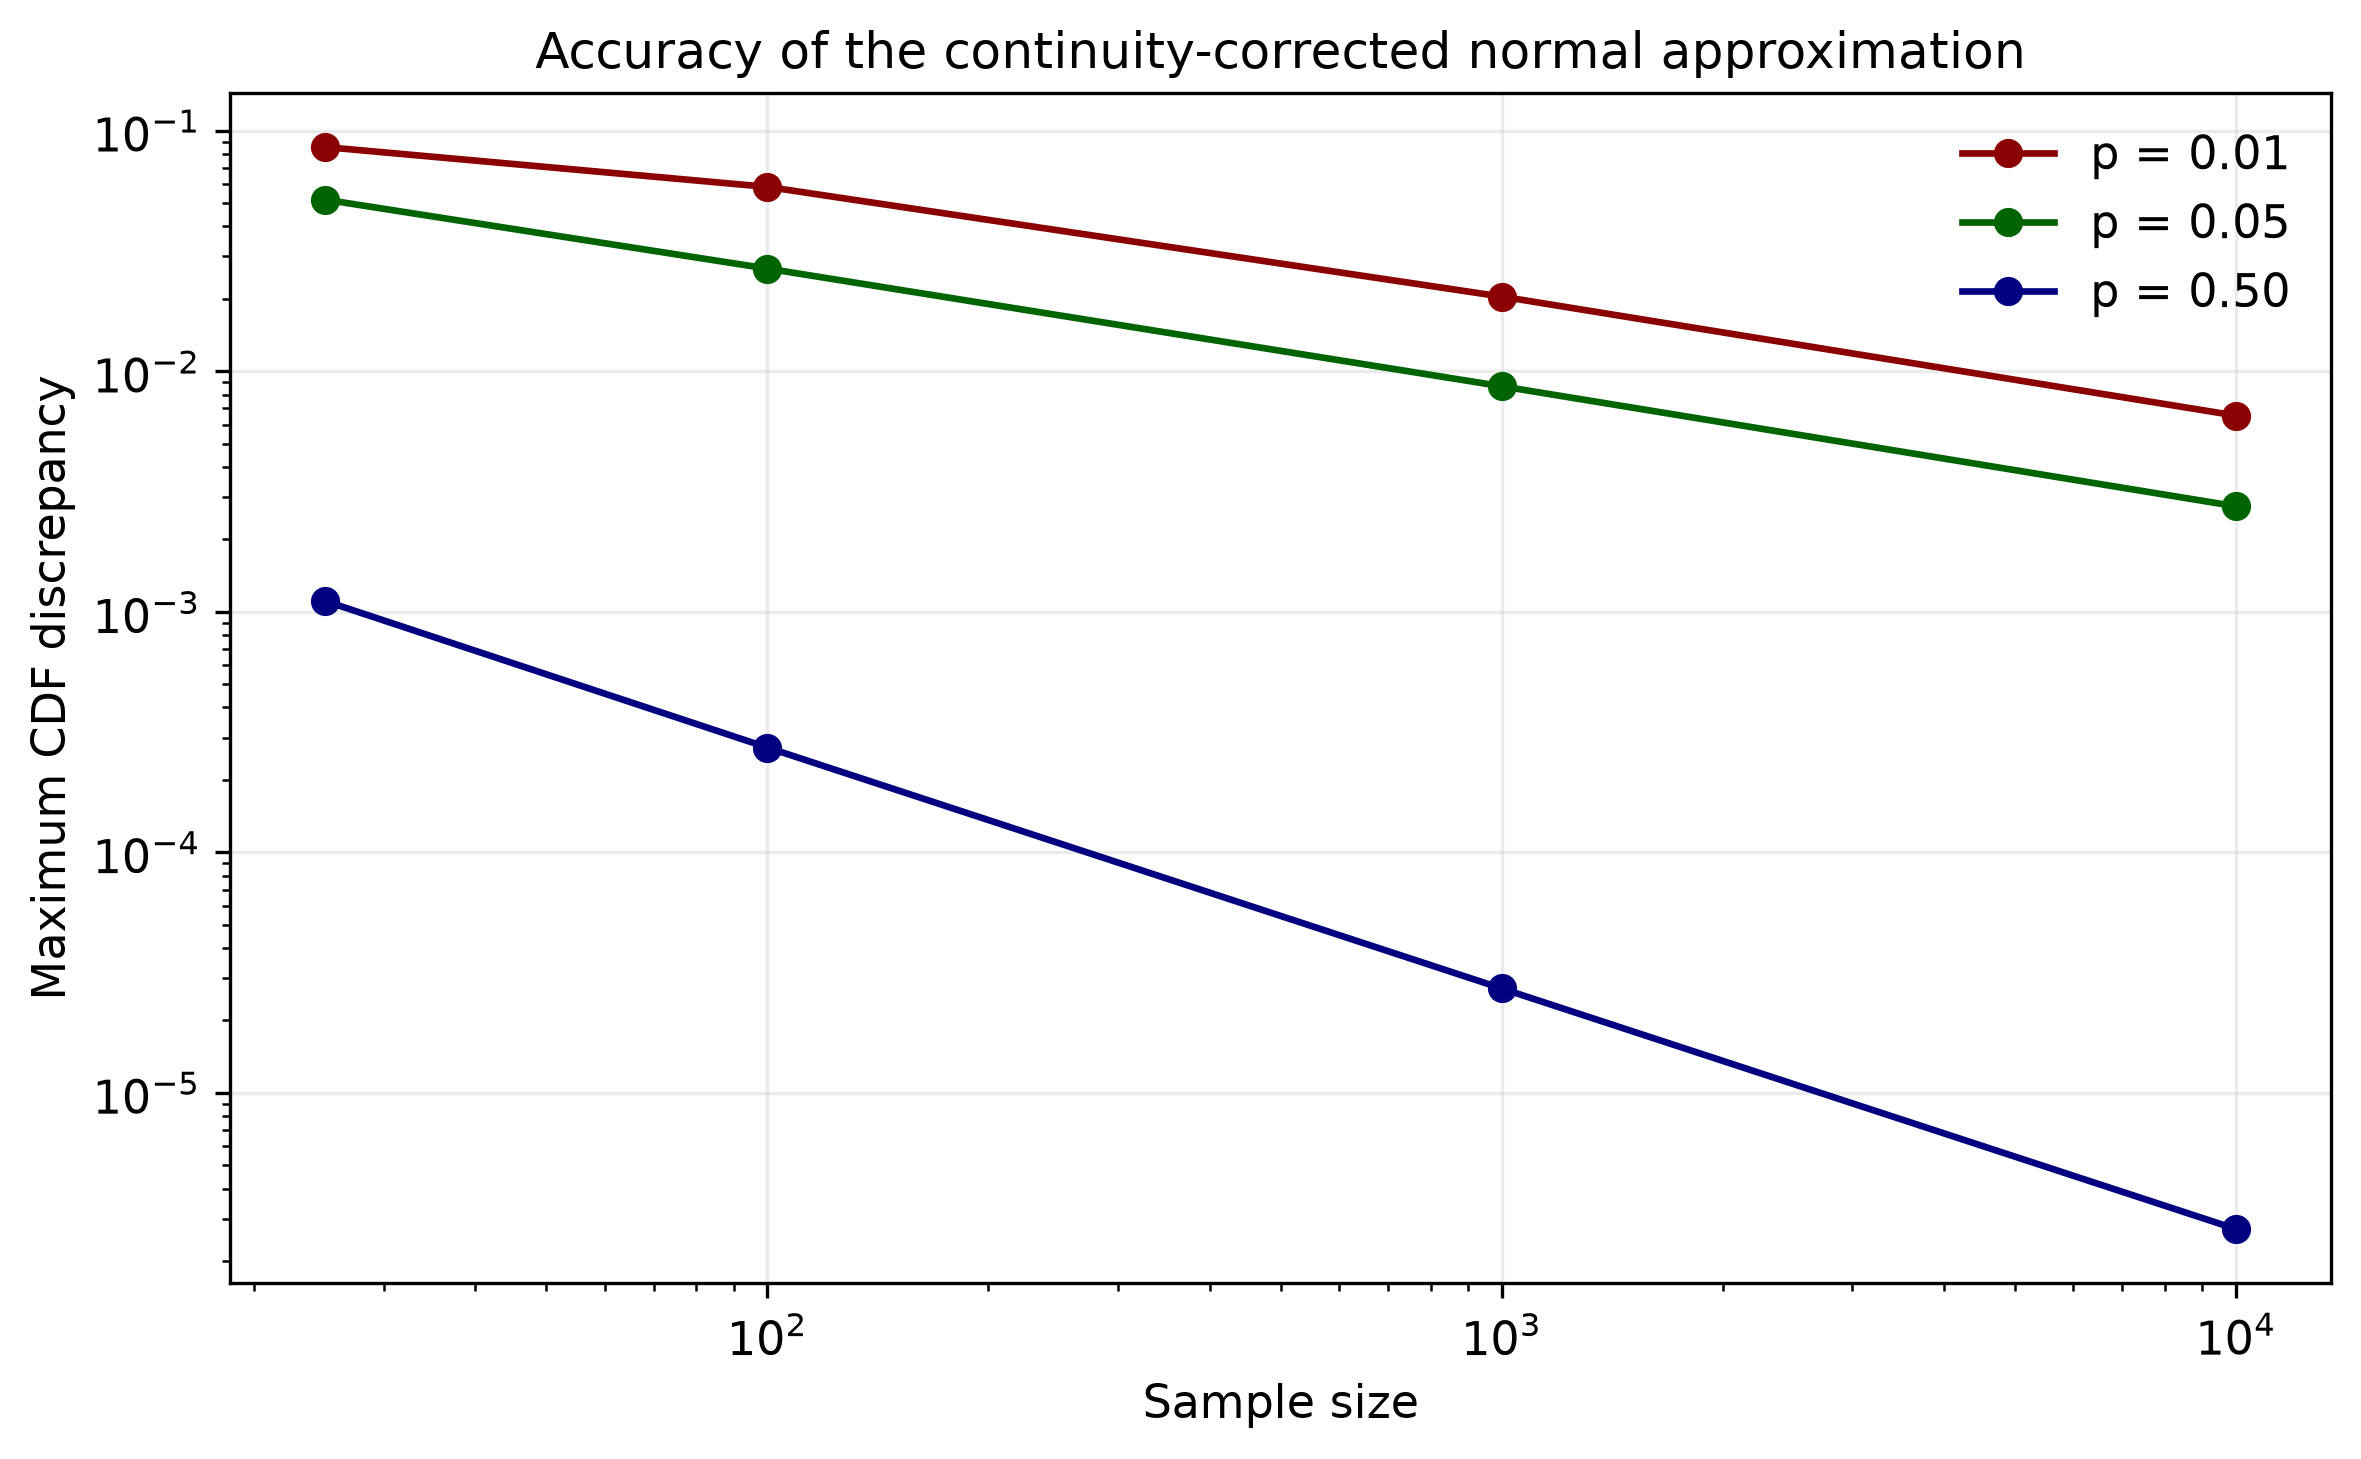 Accuracy of the continuity-corrected normal approximation
Maximum CDF discrepancy
10⁻¹
10⁻²
10⁻³
10⁻⁴
10⁻⁵
p = 0.01
p = 0.05
p = 0.50
10² 10³ 10⁴
Sample size